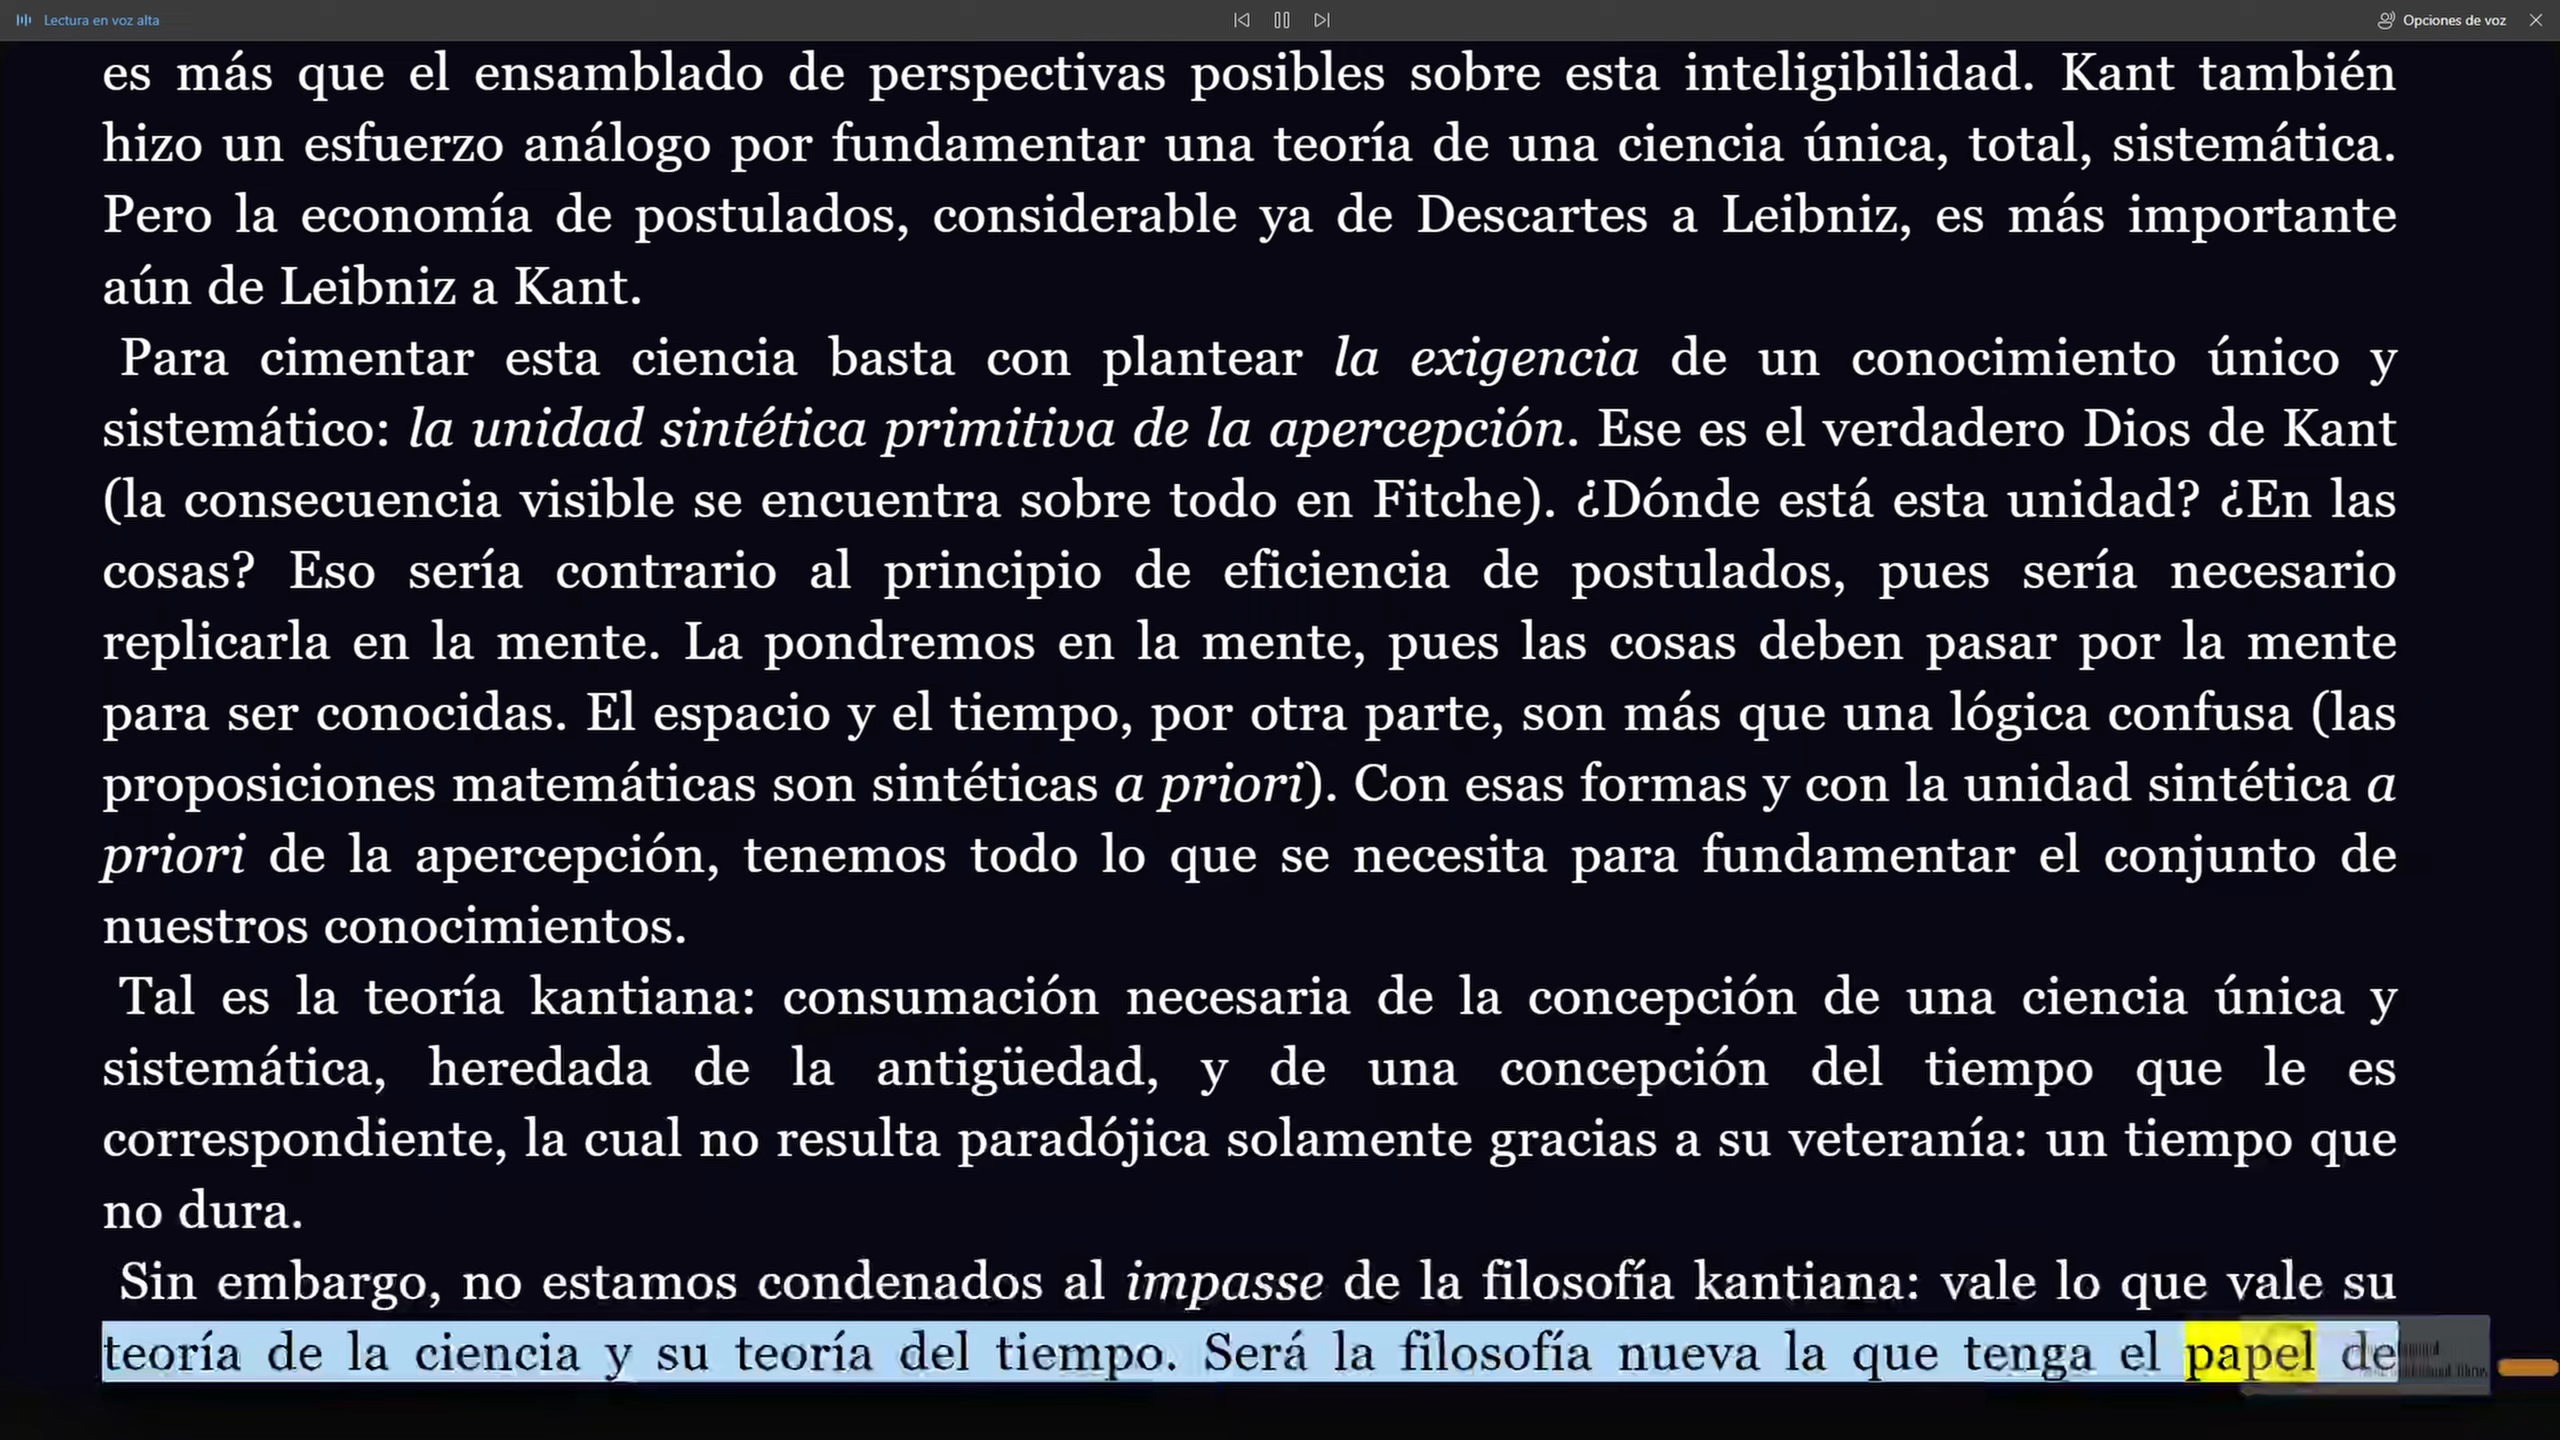 Lectura en voz alta
Opciones de voz
es más que el ensamblado de perspectivas posibles sobre esta inteligibilidad. Kant también
hizo un esfuerzo análogo por fundamentar una teoría de una ciencia única, total, sistemática.
Pero la economía de postulados, considerable ya de Descartes a Leibniz, es más importante
aún de Leibniz a Kant.
Para cimentar esta ciencia basta con plantear la exigencia de un conocimiento único y
sistemático: la unidad sintética primitiva de la apercepción. Ese es el verdadero Dios de Kant
(la consecuencia visible se encuentra sobre todo en Fitche). ¿Dónde está esta unidad? ¿En las
cosas? Eso sería contrario al principio de eficiencia de postulados, pues sería necesario
replicarla en la mente. La pondremos en la mente, pues las cosas deben pasar por la mente
para ser conocidas. El espacio y el tiempo, por otra parte, son más que una lógica confusa (las
proposiciones matemáticas son sintéticas a priori). Con esas formas y con la unidad sintética a
priori de la apercepción, tenemos todo lo que se necesita para fundamentar el conjunto de
nuestros conocimientos.
Tal es la teoría kantiana: consumación necesaria de la concepción de una ciencia única y
sistemática, heredada de la antigüedad, y de una concepción del tiempo que le es
correspondiente, la cual no resulta paradójica solamente gracias a su veteranía: un tiempo que
no dura.
Sin embargo, no estamos condenados al impasse de la filosofía kantiana: vale lo que vale su
teoría de la ciencia y su teoría del tiempo. Será la filosofía nueva la que tenga el papel de